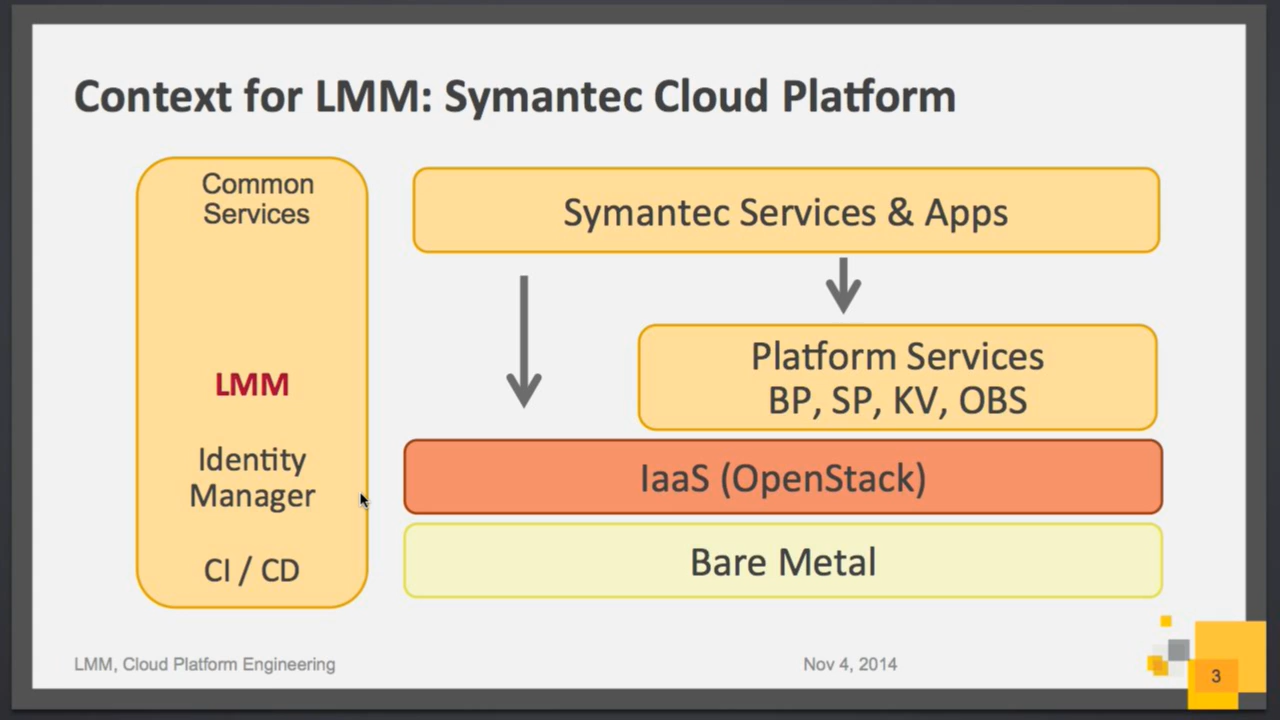 Context for LMM: Symantec Cloud Platform
Common
Services
LMM
Identity
Manager
CI / CD
Symantec Services & Apps
Platform Services
BP, SP, KV, OBS
IaaS (OpenStack)
Bare Metal
LMM, Cloud Platform Engineering
Nov 4, 2014
3